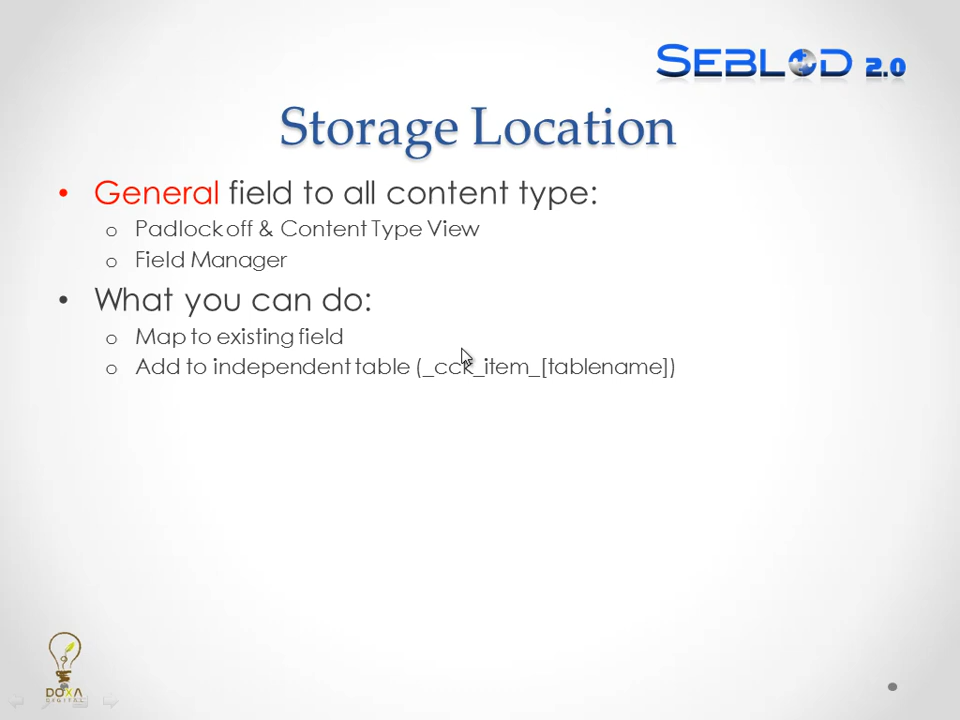 SEBLOD 2.0
Storage Location
• General field to all content type:
o Padlock off & Content Type View
o Field Manager
• What you can do:
o Map to existing field
o Add to independent table (_cck_item_[tablename])
DOXA
DIGITAL